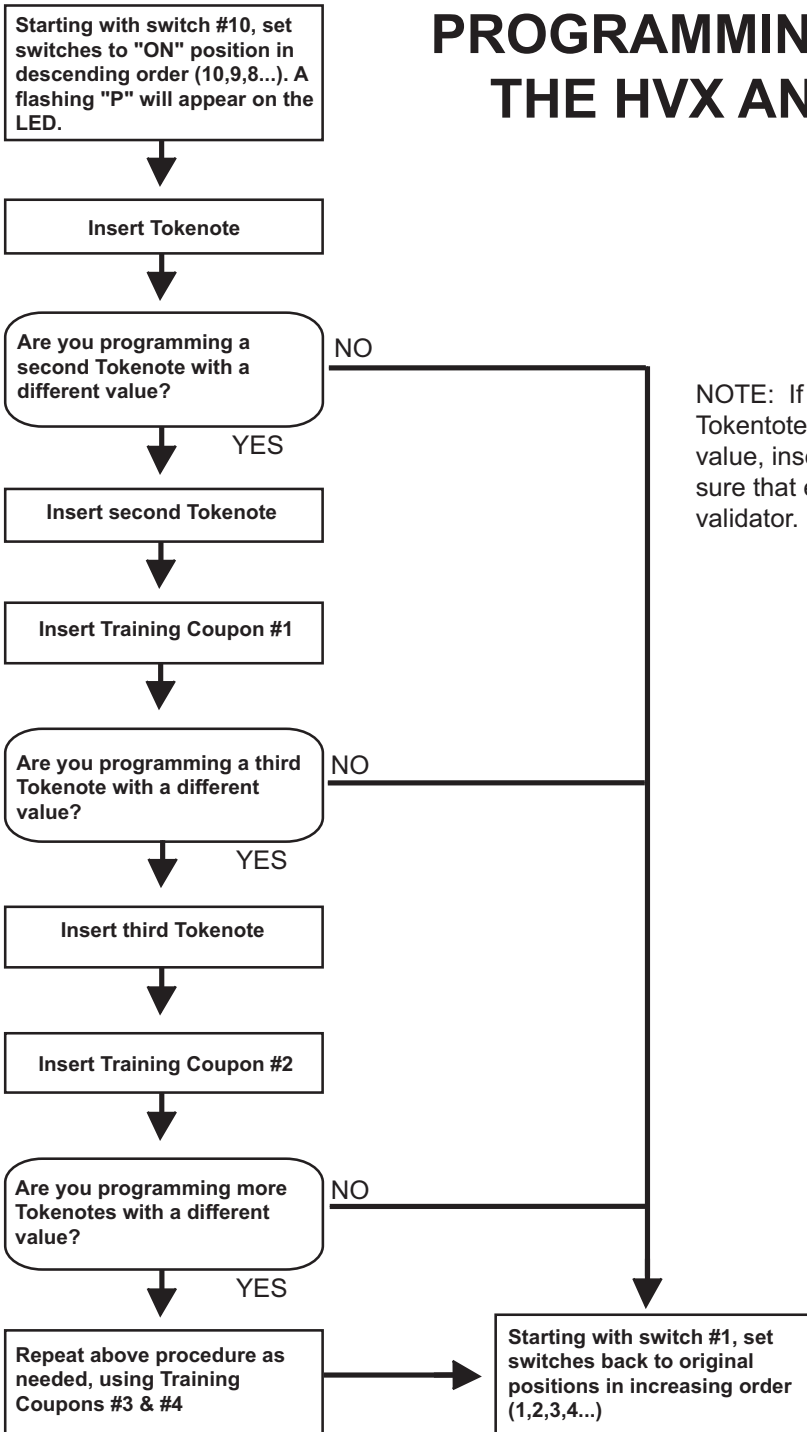 PROGRAMMIN
THE HVX AN
Starting with switch #10, set
switches to "ON" position in
descending order (10,9,8...). A
flashing "P" will appear on the
LED.
Insert Tokenote
Are you programming a
second Tokenote with a
different value?
NO
YES
NOTE: If
Tokentote
value, inse
sure that e
validator.
Insert second Tokenote
Insert Training Coupon #1
Are you programming a third
Tokenote with a different
value?
NO
YES
Insert third Tokenote
Insert Training Coupon #2
Are you programming more
Tokenotes with a different
value?
NO
YES
Repeat above procedure as
needed, using Training
Coupons #3 & #4
Starting with switch #1, set
switches back to original
positions in increasing order
(1,2,3,4...)